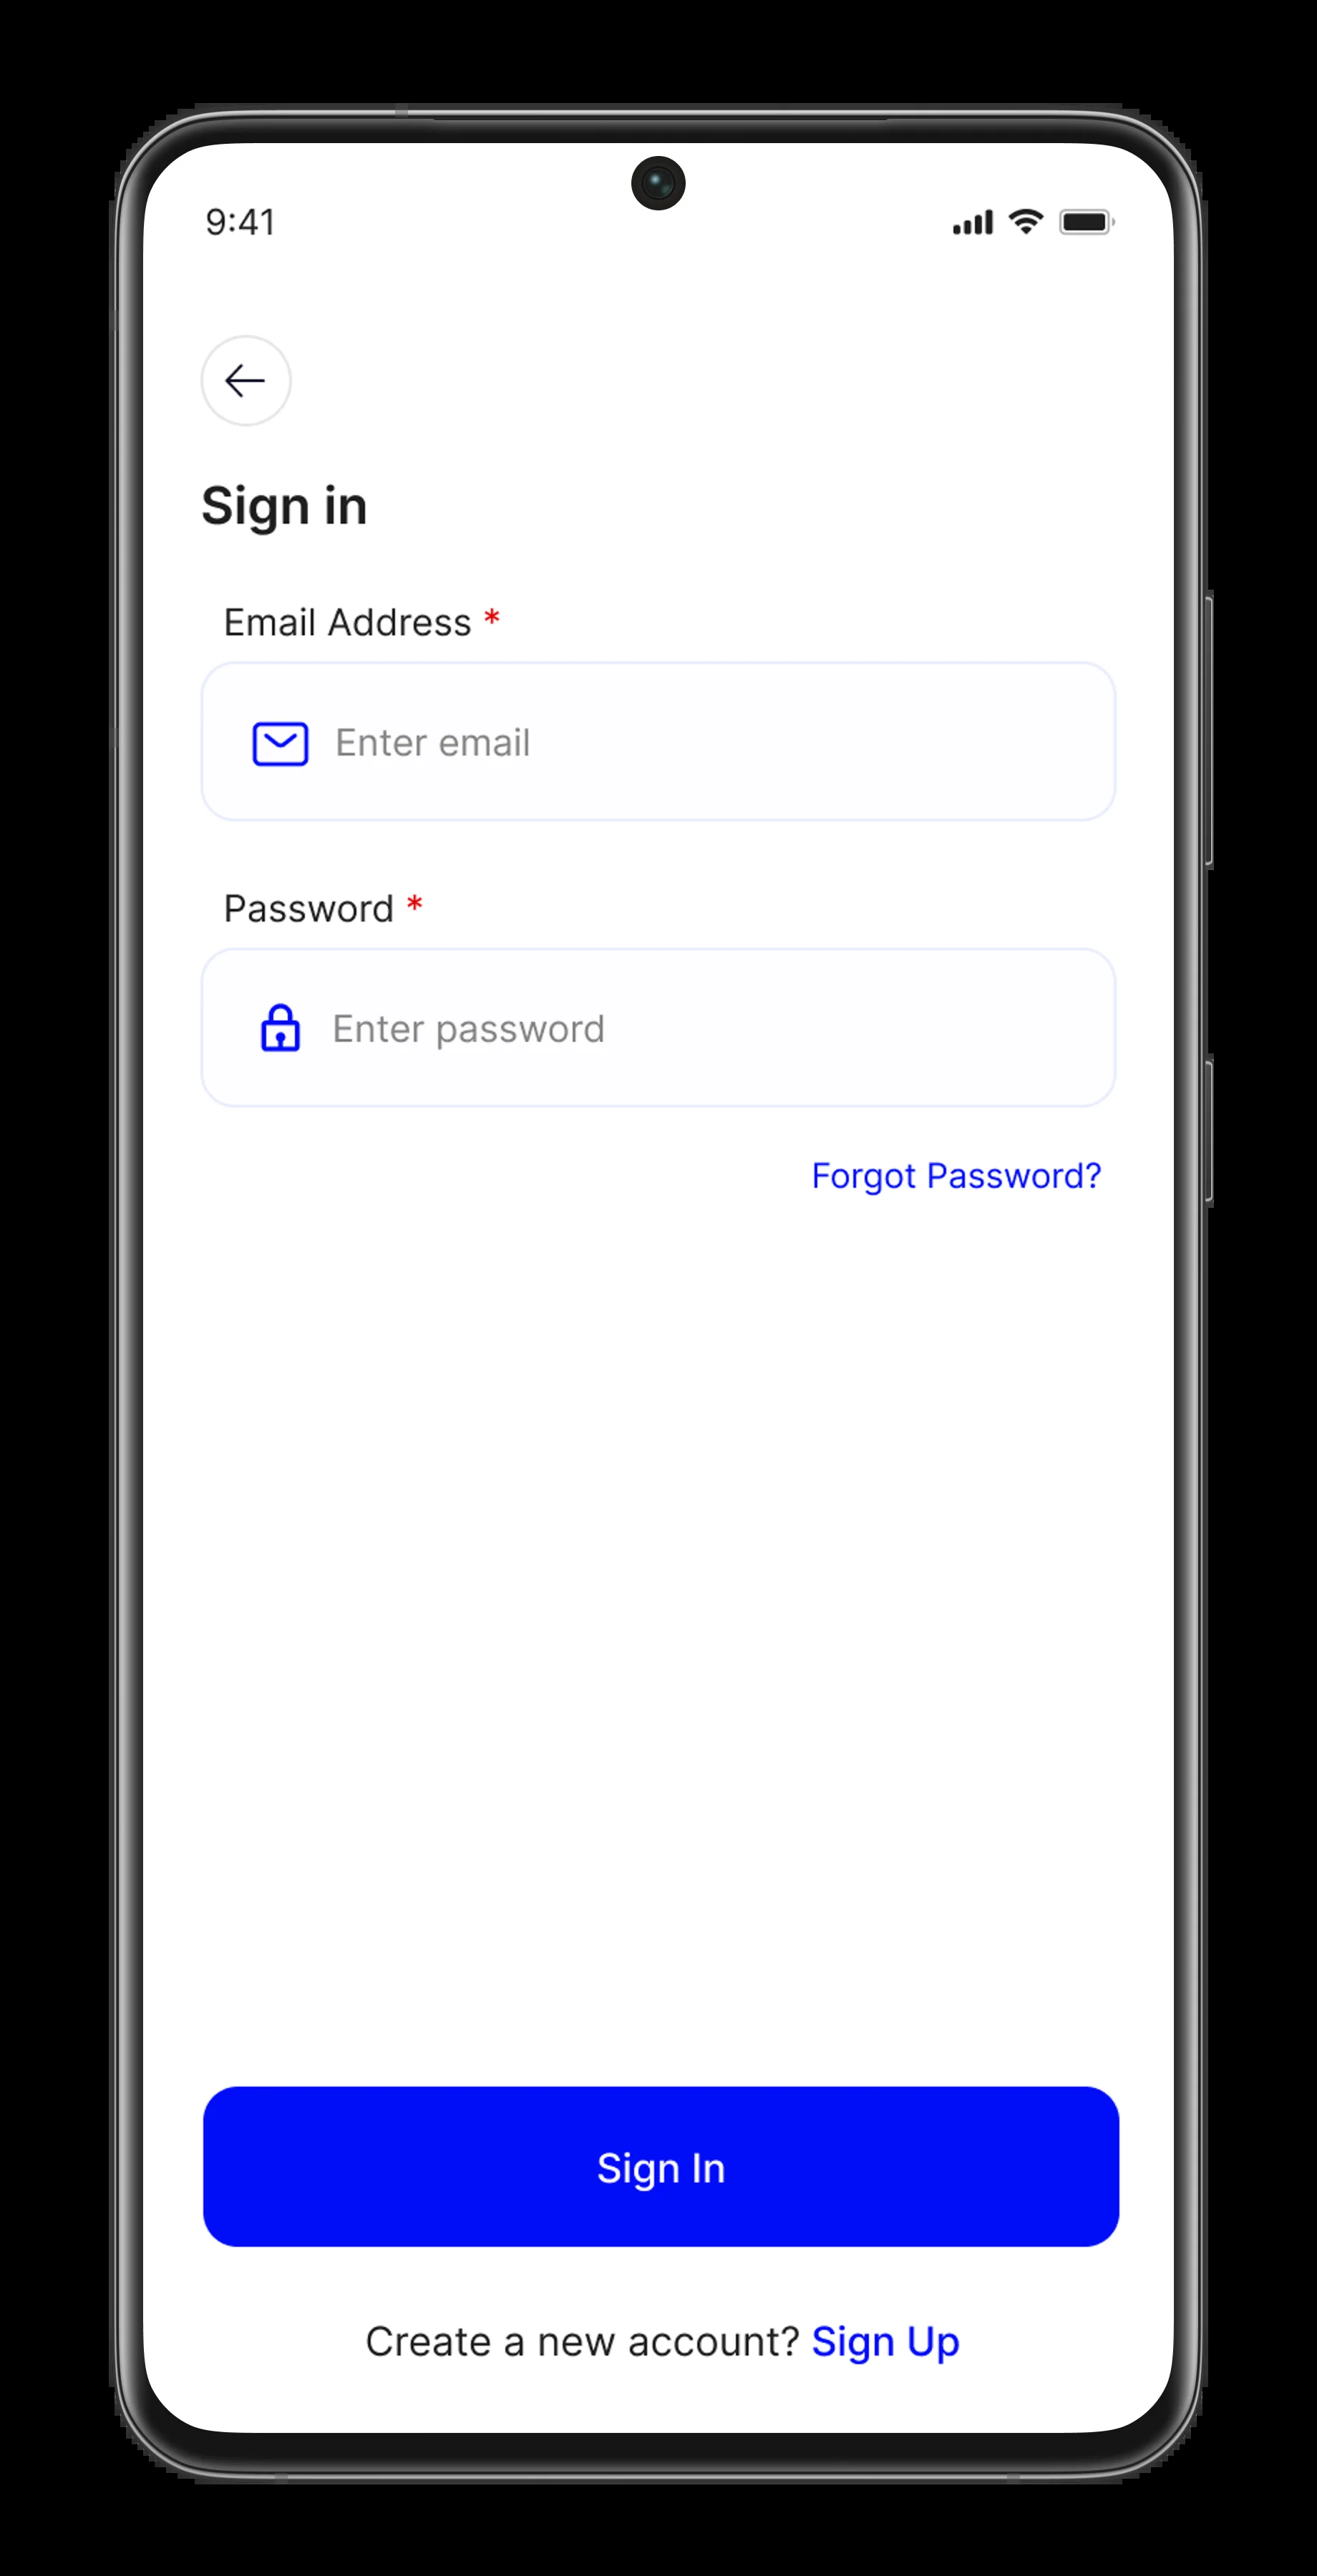 9:41
Sign in
Email Address *
Enter email
Password *
Enter password
Forgot Password?
Sign In
Create a new account? Sign Up